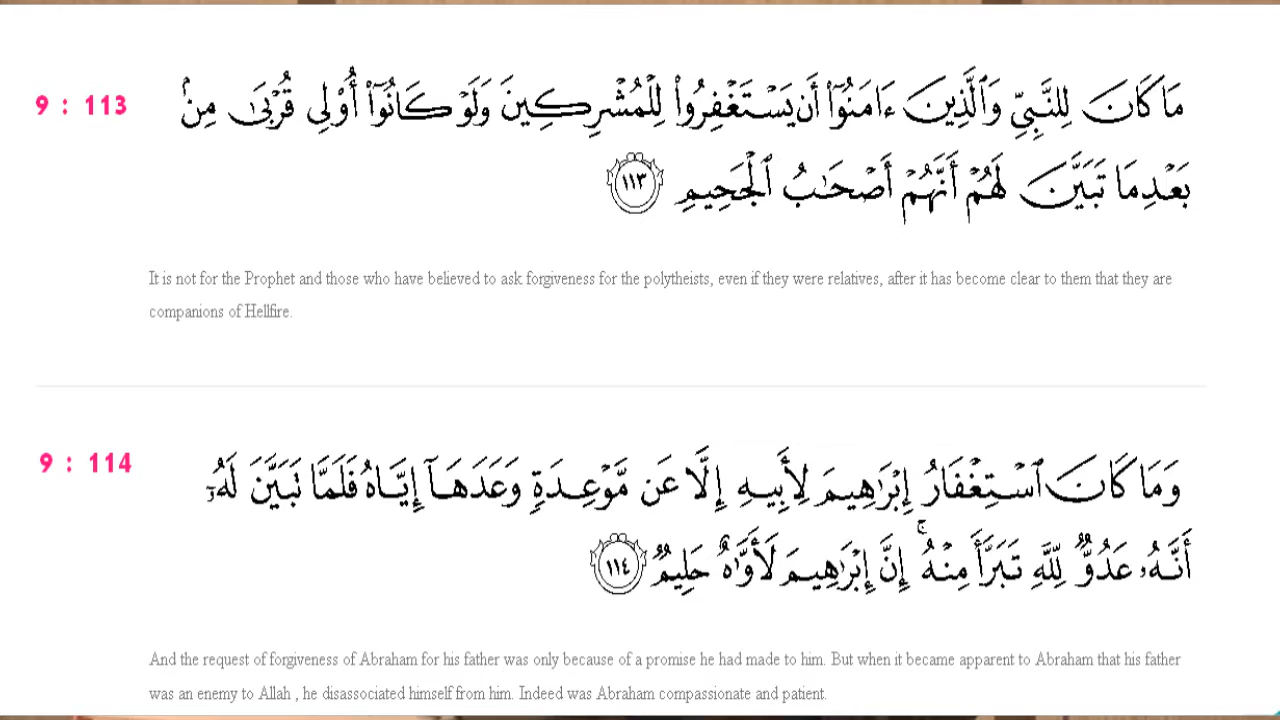 9 : 113
مَا كَانَ لِلنَّبِيِّ وَٱلَّذِينَ ءَامَنُوٓا۟ أَن يَسْتَغْفِرُوا۟ لِلْمُشْرِكِينَ وَلَوْ كَانُوٓا۟ أُو۟لِى قُرْبَىٰ مِنۢ
بَعْدِ مَا تَبَيَّنَ لَهُمْ أَنَّهُمْ أَصْحَـٰبُ ٱلْجَحِيمِ ١١٣
It is not for the Prophet and those who have believed to ask forgiveness for the polytheists, even if they were relatives, after it has become clear to them that they are
companions of Hellfire.
9 : 114
وَمَا كَانَ ٱسْتِغْفَارُ إِبْرَٰهِيمَ لِأَبِيهِ إِلَّا عَن مَّوْعِدَةٍ وَعَدَهَآ إِيَّاهُ فَلَمَّا تَبَيَّنَ لَهُۥٓ
أَنَّهُۥ عَدُوٌّ لِّلَّهِ تَبَرَّأَ مِنْهُ ۚ إِنَّ إِبْرَٰهِيمَ لَأَوَّٰهٌ حَلِيمٌ ١١٤
And the request of forgiveness of Abraham for his father was only because of a promise he had made to him. But when it became apparent to Abraham that his father
was an enemy to Allah , he disassociated himself from him. Indeed was Abraham compassionate and patient.